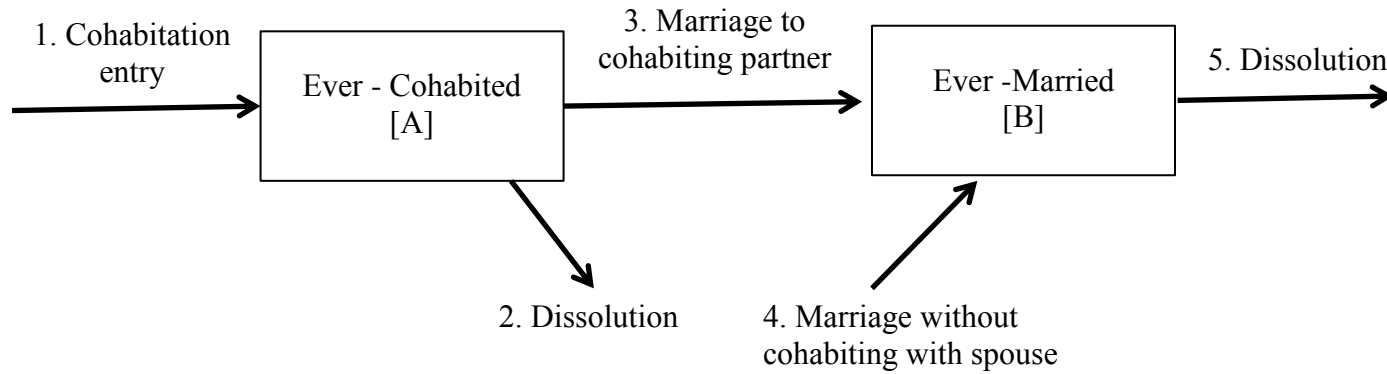 1. Cohabitation
entry
Ever - Cohabited
[A]
3. Marriage to
cohabiting partner
Ever -Married
[B]
5. Dissolution
2. Dissolution
4. Marriage without
cohabiting with spouse